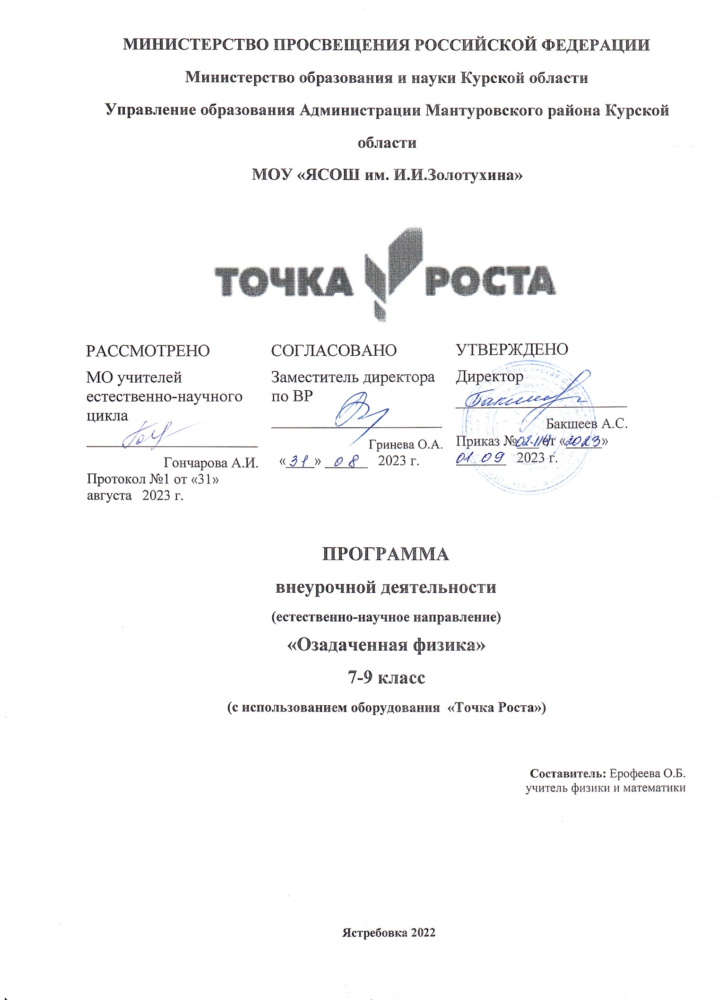 МИНИСТЕРСТВО ПРОСВЕЩЕНИЯ РОССИЙСКОЙ ФЕДЕРАЦИИ
Министерство образования и науки Курской области
Управление образования Администрации Мантуровского района Курской
области
МОУ «ЯСОШ им. И.И.Золотухина»
ТОЧКА РОСТА
РАССМОТРЕНО
МО учителей
естественно-научного
цикла
Гончарова А.И.
Протокол №1 от «31»
августа 2023 г.
СОГЛАСОВАНО
Заместитель директора
по ВР
Гринева О.А.
«31» 08 2023 г.
УТВЕРЖДЕНО
Директор
Бакшеев А.С.
Приказ №02-114 от «2023»
01.09 2023 г.
ПРОГРАММА
внеурочной деятельности
(естественно-научное направление)
«Озадаченная физика»
7-9 класс
(с использованием оборудования «Точка Роста»)
Составитель: Ерофеева О.Б.
учитель физики и математики
Ястребовка 2022